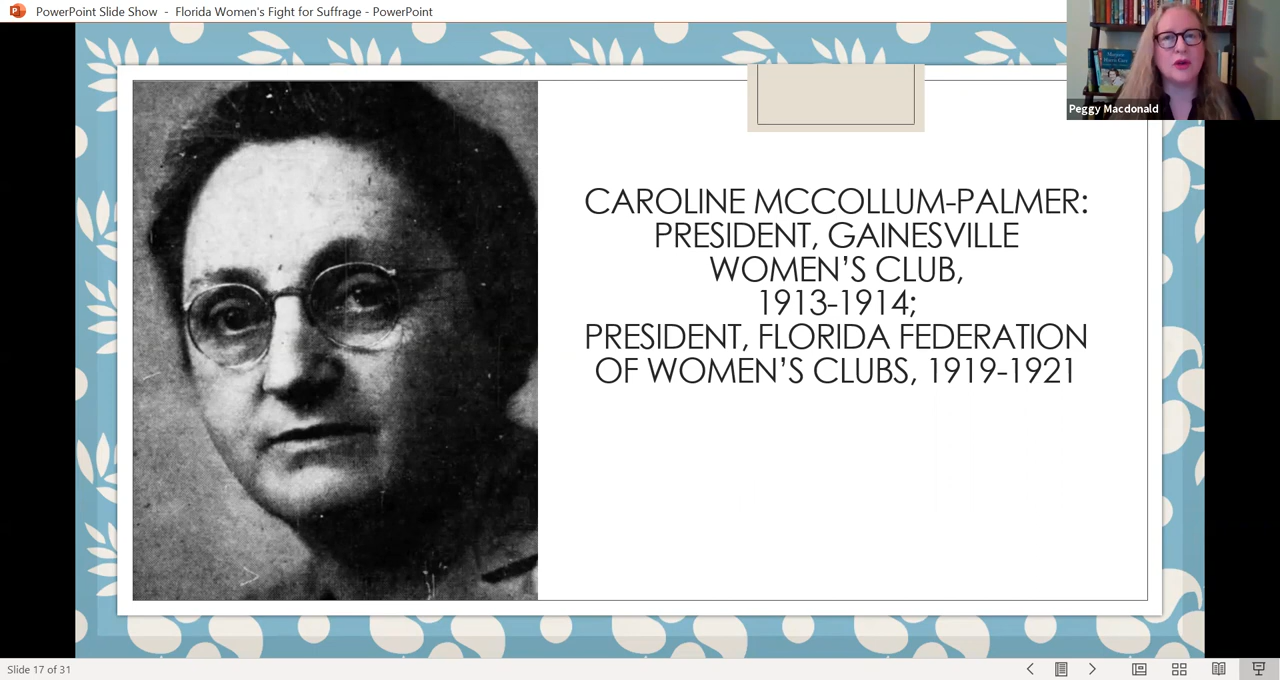 PowerPoint Slide Show - Florida Women's Fight for Suffrage - PowerPoint
Peggy Macdonald
CAROLINE MCCOLLUM-PALMER:
PRESIDENT, GAINESVILLE
WOMEN’S CLUB,
1913-1914;
PRESIDENT, FLORIDA FEDERATION
OF WOMEN’S CLUBS, 1919-1921
Slide 17 of 31